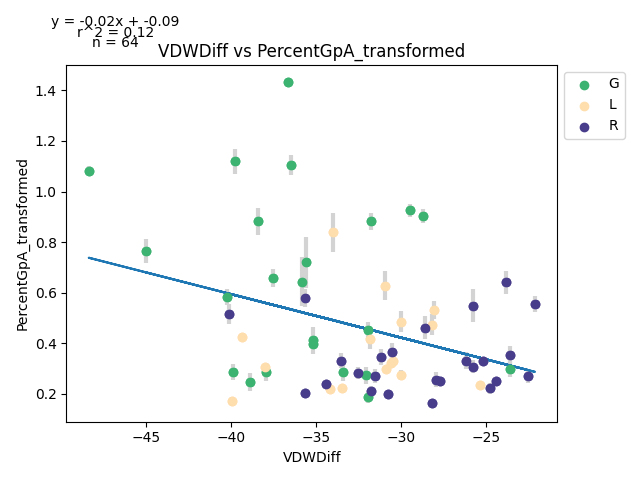 y = -0.02x + -0.09
r^2 = 0.12
n = 64
VDWDiff vs PercentGpA_transformed
G
L
R
PercentGpA_transformed
1.4
1.2
1.0
0.8
0.6
0.4
0.2
−45
−40
−35
−30
−25
VDWDiff